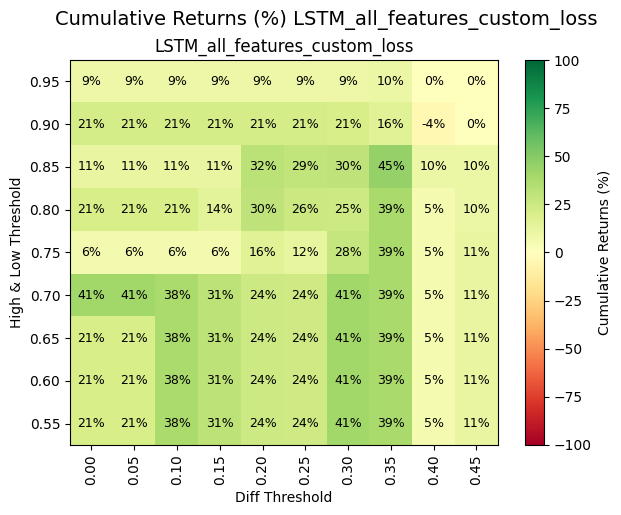 Cumulative Returns (%) LSTM_all_features_custom_loss
LSTM_all_features_custom_loss
High & Low Threshold
0.95 9% 9% 9% 9% 9% 9% 9% 10% 0% 0%
0.90 21% 21% 21% 21% 21% 21% 21% 16% -4% 0%
0.85 11% 11% 11% 11% 32% 29% 30% 45% 10% 10%
0.80 21% 21% 21% 14% 30% 26% 25% 39% 5% 10%
0.75 6% 6% 6% 6% 16% 12% 28% 39% 5% 11%
0.70 41% 41% 38% 31% 24% 24% 41% 39% 5% 11%
0.65 21% 21% 38% 31% 24% 24% 41% 39% 5% 11%
0.60 21% 21% 38% 31% 24% 24% 41% 39% 5% 11%
0.55 21% 21% 38% 31% 24% 24% 41% 39% 5% 11%
0.00 0.05 0.10 0.15 0.20 0.25 0.30 0.35 0.40 0.45
Diff Threshold
100
75
50
25
0
−25
−50
−75
−100
Cumulative Returns (%)